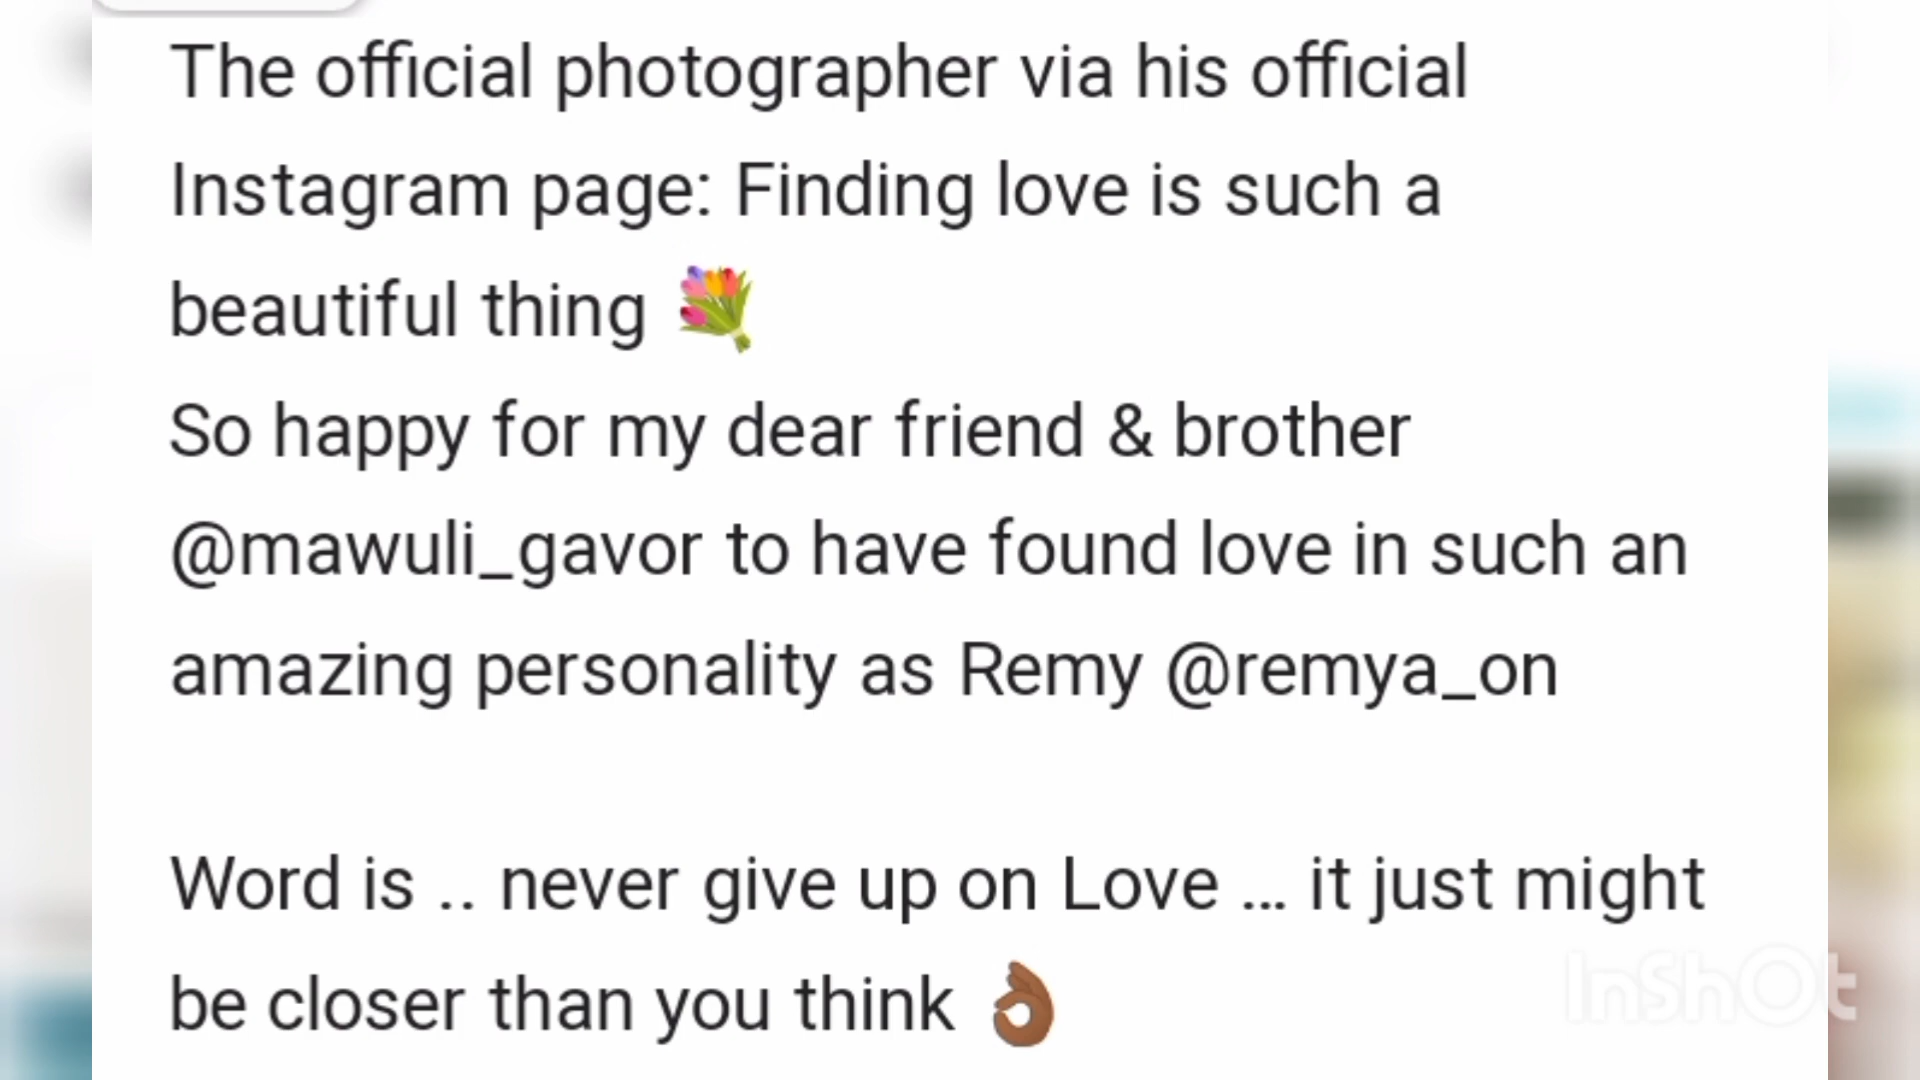 The official photographer via his official
Instagram page: Finding love is such a
beautiful thing 💐
So happy for my dear friend & brother
@mawuli_gavor to have found love in such an
amazing personality as Remy @remya_on
Word is .. never give up on Love ... it just might
be closer than you think 👌🏾
InShOt